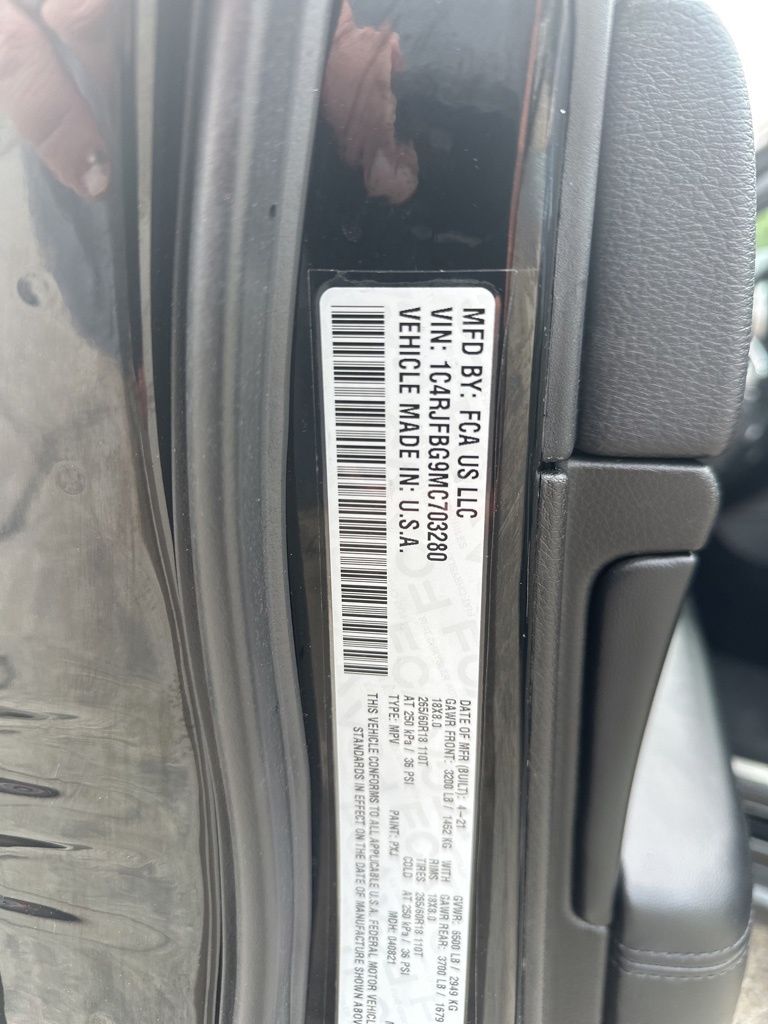 MFD BY: FCA US LLC
VIN: 1C4RJFBG9MC703280
VEHICLE MADE IN: U.S.A.
DATE OF MFR (BUILT): 4-21 GVWR: 6500 LB / 2949 KG
GAWR FRONT: 3200 LB / 1452 KG WITH GAWR REAR: 3700 LB / 1679
18X8.0 RIMS 18X8.0
265/60R18 110T TIRES 265/60R18 110T
AT 250 kPa / 36 PSI COLD AT 250 kPa / 36 PSI
TYPE: MPV PAINT: PXJ MDH: 040821
THIS VEHICLE CONFORMS TO ALL APPLICABLE U.S.A. FEDERAL MOTOR VEHICL
STANDARDS IN EFFECT ON THE DATE OF MANUFACTURE SHOWN ABOV